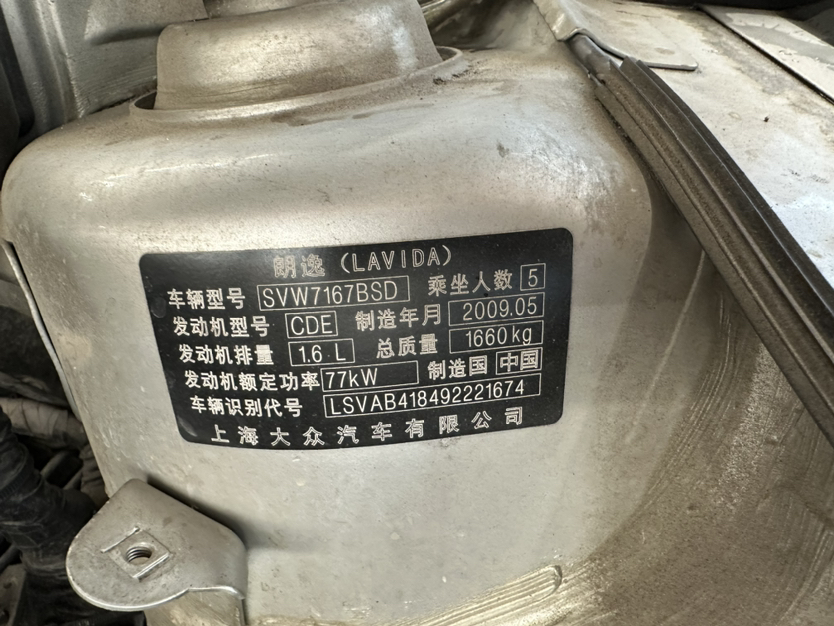 朗逸（LAVIDA）
车辆型号 SVW7167BSD 乘坐人数 5
发动机型号 CDE 制造年月 2009.05
发动机排量 1.6 L 总质量 1660kg
发动机额定功率 77kW 制造国 中国
车辆识别代号 LSVAB418492221674
上海大众汽车有限公司